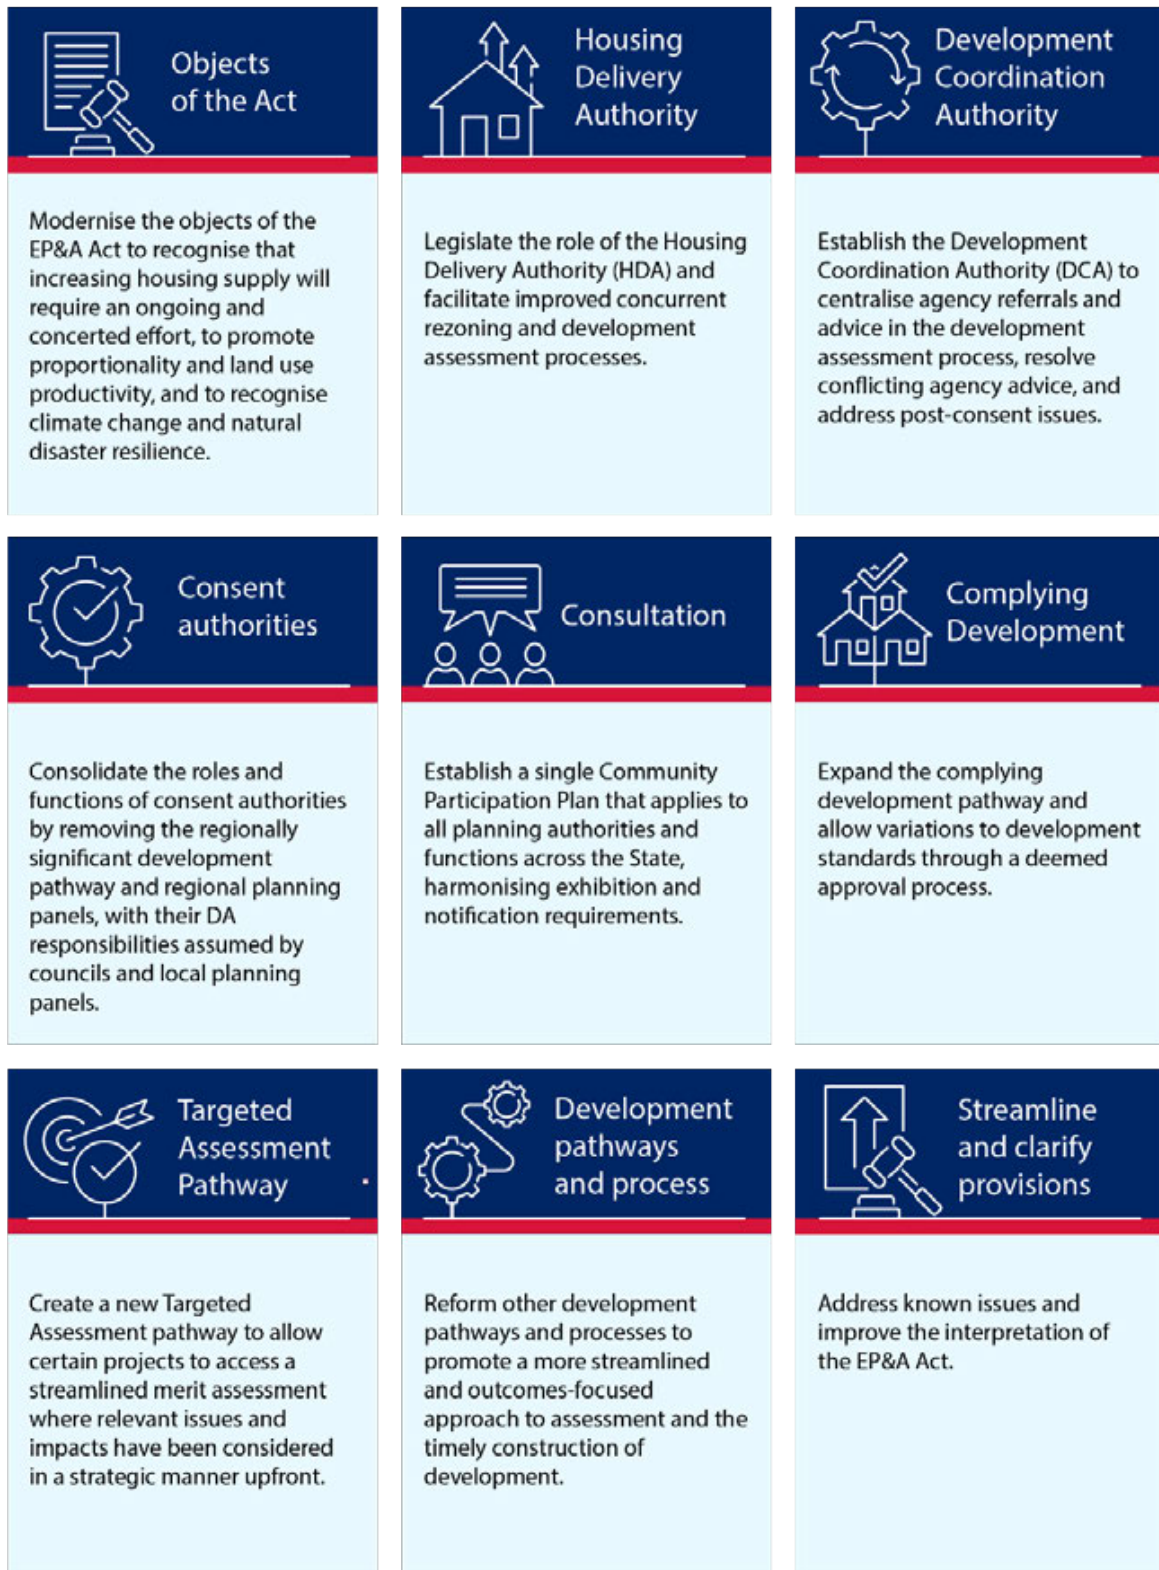 Objects
of the Act
Modernise the objects of the
EP&A Act to recognise that
increasing housing supply will
require an ongoing and
concerted effort, to promote
proportionality and land use
productivity, and to recognise
climate change and natural
disaster resilience.
Housing
Delivery
Authority
Legislate the role of the Housing
Delivery Authority (HDA) and
facilitate improved concurrent
rezoning and development
assessment processes.
Development
Coordination
Authority
Establish the Development
Coordination Authority (DCA) to
centralise agency referrals and
advice in the development
assessment process, resolve
conflicting agency advice, and
address post-consent issues.
Consent
authorities
Consolidate the roles and
functions of consent authorities
by removing the regionally
significant development
pathway and regional planning
panels, with their DA
responsibilities assumed by
councils and local planning
panels.
Consultation
Establish a single Community
Participation Plan that applies to
all planning authorities and
functions across the State,
harmonising exhibition and
notification requirements.
Complying
Development
Expand the complying
development pathway and
allow variations to development
standards through a deemed
approval process.
Targeted
Assessment
Pathway
Create a new Targeted
Assessment pathway to allow
certain projects to access a
streamlined merit assessment
where relevant issues and
impacts have been considered
in a strategic manner upfront.
Development
pathways
and process
Reform other development
pathways and processes to
promote a more streamlined
and outcomes-focused
approach to assessment and the
timely construction of
development.
Streamline
and clarify
provisions
Address known issues and
improve the interpretation of
the EP&A Act.